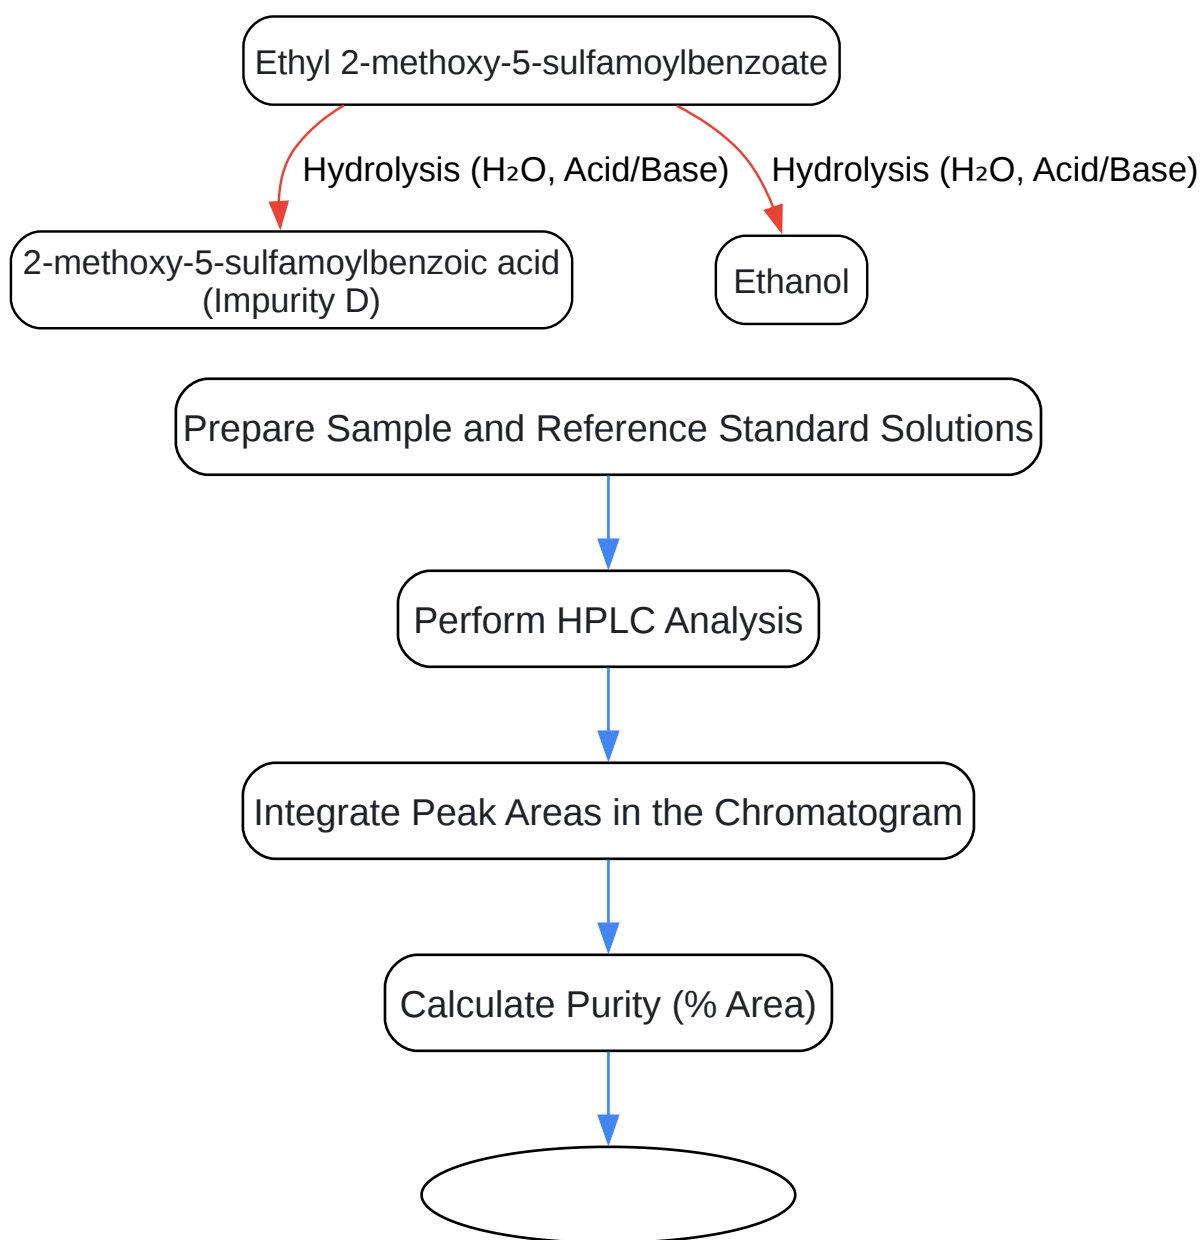 Ethyl 2-methoxy-5-sulfamoylbenzoate
Hydrolysis (H₂O, Acid/Base)
Hydrolysis (H₂O, Acid/Base)
2-methoxy-5-sulfamoylbenzoic acid
(Impurity D)
Ethanol
Prepare Sample and Reference Standard Solutions
Perform HPLC Analysis
Integrate Peak Areas in the Chromatogram
Calculate Purity (% Area)